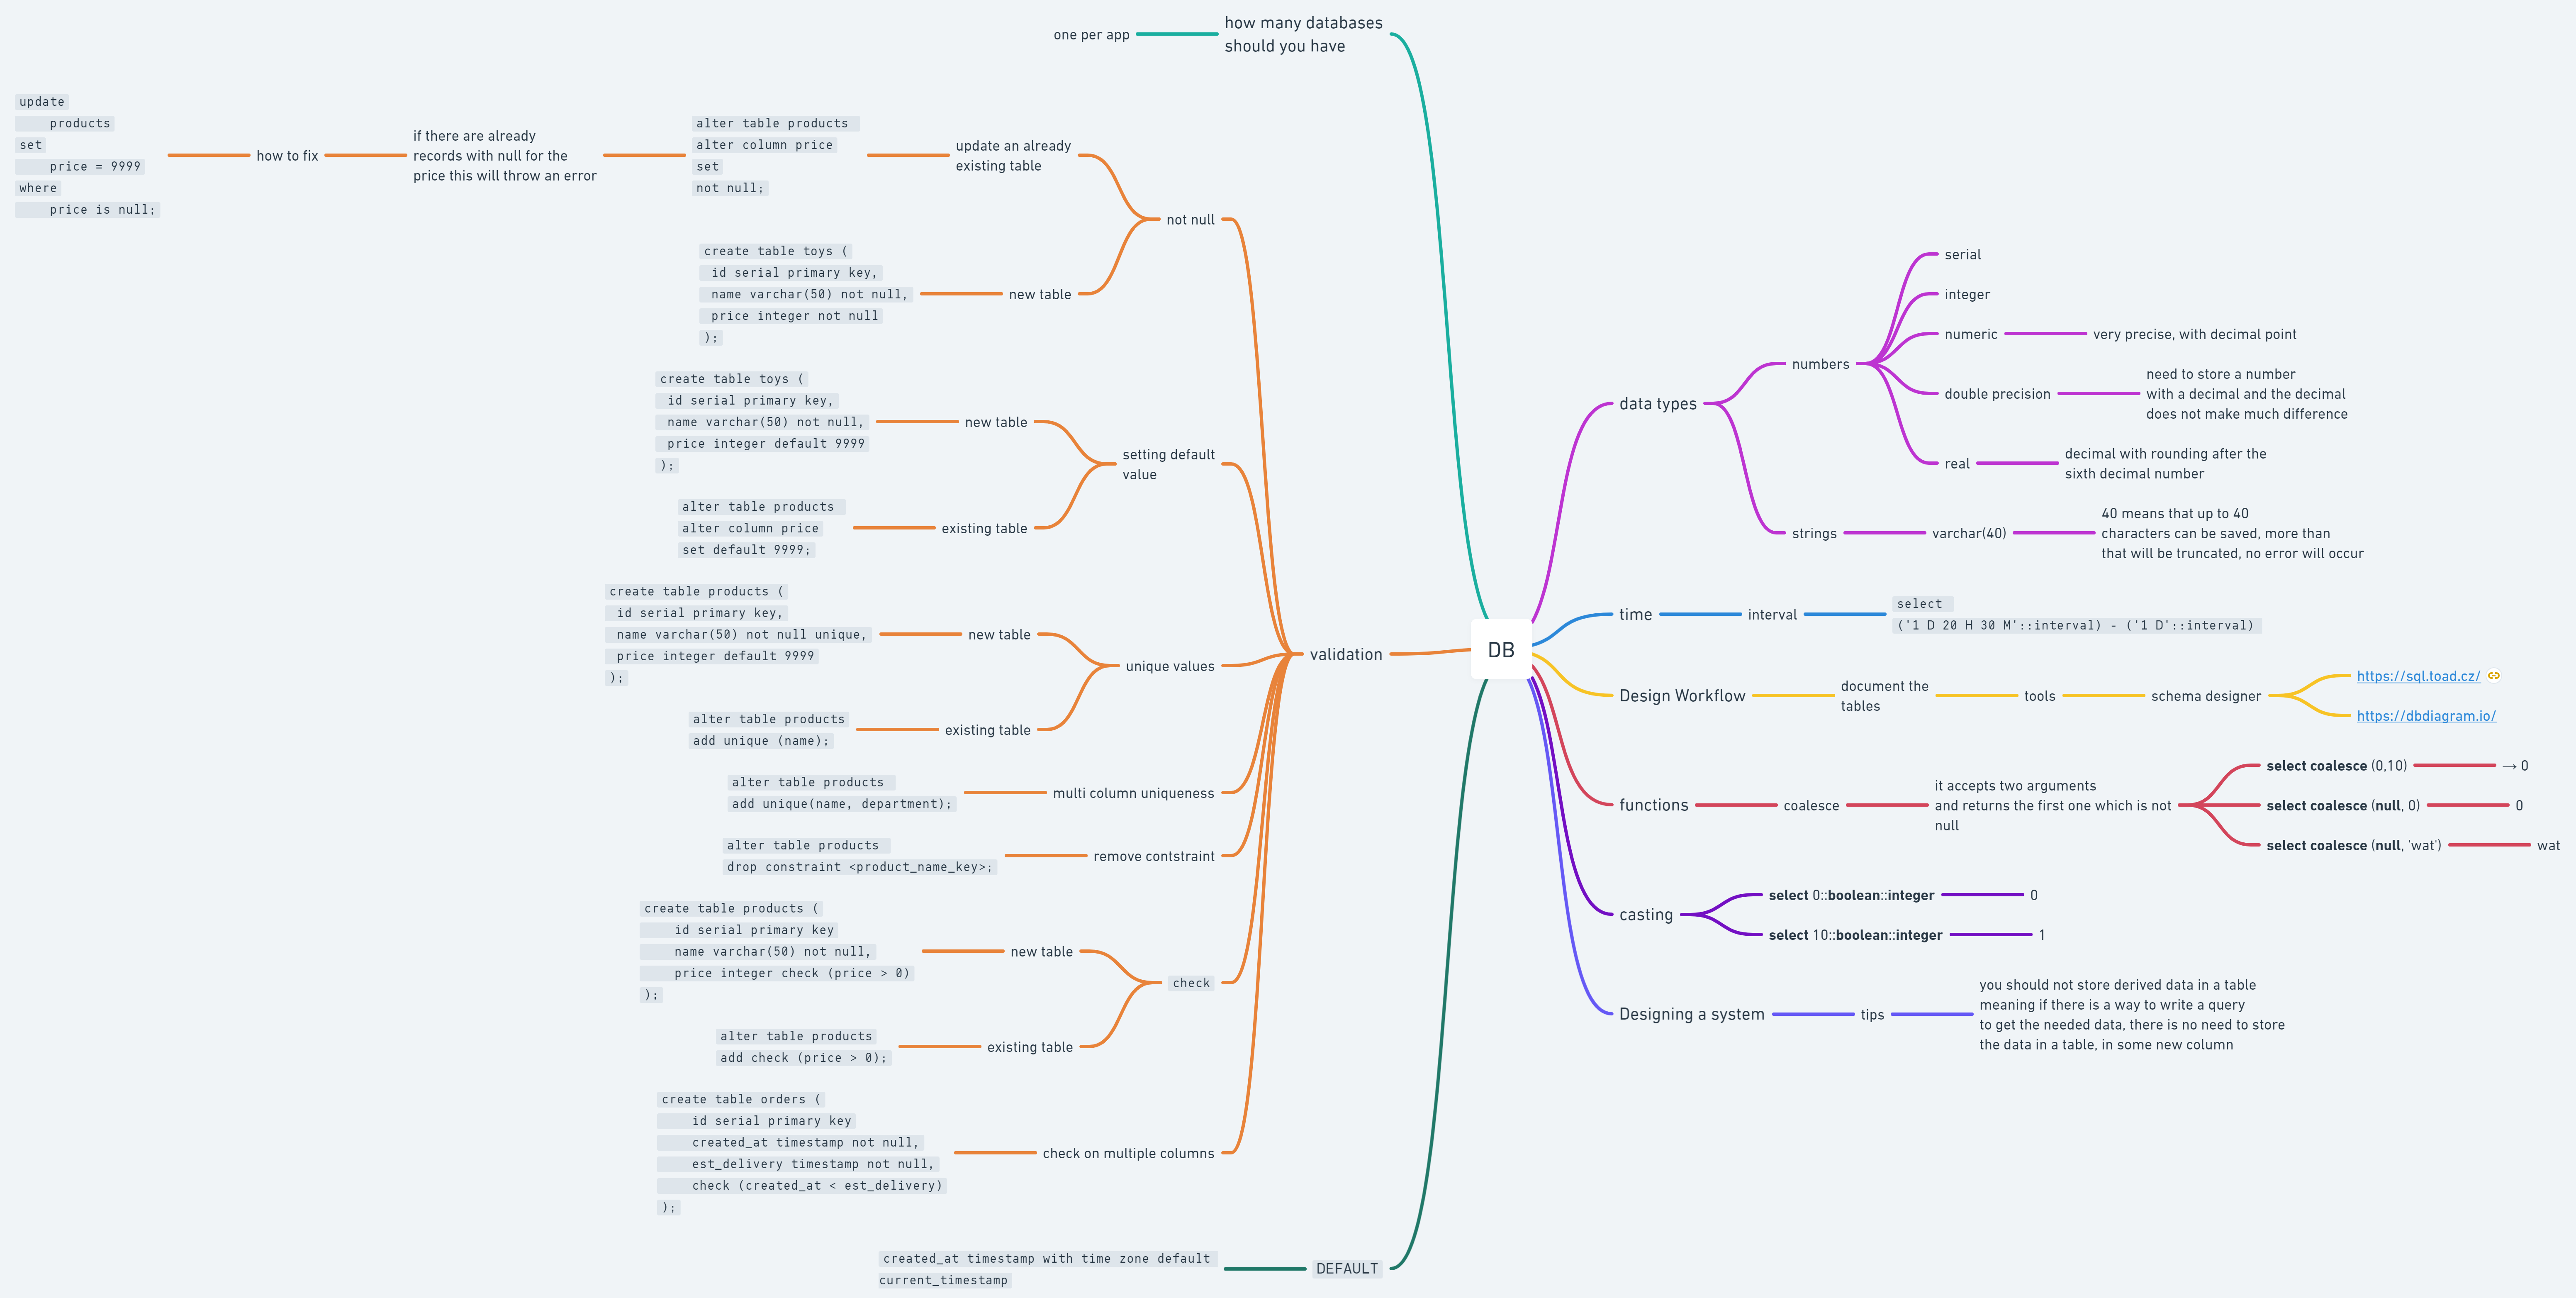 DB
how many databases
should you have
one per app
validation
not null
update an already
existing table
alter table products
alter column price
set
not null;
if there are already
records with null for the
price this will throw an error
how to fix
update
products
set
price = 9999
where
price is null;
new table
create table toys (
id serial primary key,
name varchar(50) not null,
price integer not null
);
setting default
value
new table
create table toys (
id serial primary key,
name varchar(50) not null,
price integer default 9999
);
existing table
alter table products
alter column price
set default 9999;
unique values
new table
create table products (
id serial primary key,
name varchar(50) not null unique,
price integer default 9999
);
existing table
alter table products
add unique (name);
multi column uniqueness
alter table products
add unique(name, department);
remove contstraint
alter table products
drop constraint <product_name_key>;
check
new table
create table products (
id serial primary key
name varchar(50) not null,
price integer check (price > 0)
);
existing table
alter table products
add check (price > 0);
check on multiple columns
create table orders (
id serial primary key
created_at timestamp not null,
est_delivery timestamp not null,
check (created_at < est_delivery)
);
DEFAULT
created_at timestamp with time zone default
current_timestamp
data types
numbers
serial
integer
numeric
very precise, with decimal point
double precision
need to store a number
with a decimal and the decimal
does not make much difference
real
decimal with rounding after the
sixth decimal number
strings
varchar(40)
40 means that up to 40
characters can be saved, more than
that will be truncated, no error will occur
time
interval
select
('1 D 20 H 30 M'::interval) - ('1 D'::interval)
Design Workflow
document the
tables
tools
schema designer
https://sql.toad.cz/
https://dbdiagram.io/
functions
coalesce
it accepts two arguments
and returns the first one which is not
null
select coalesce (0,10)
→ 0
select coalesce (null, 0)
0
select coalesce (null, 'wat')
wat
casting
select 0::boolean::integer
0
select 10::boolean::integer
1
Designing a system
tips
you should not store derived data in a table
meaning if there is a way to write a query
to get the needed data, there is no need to store
the data in a table, in some new column